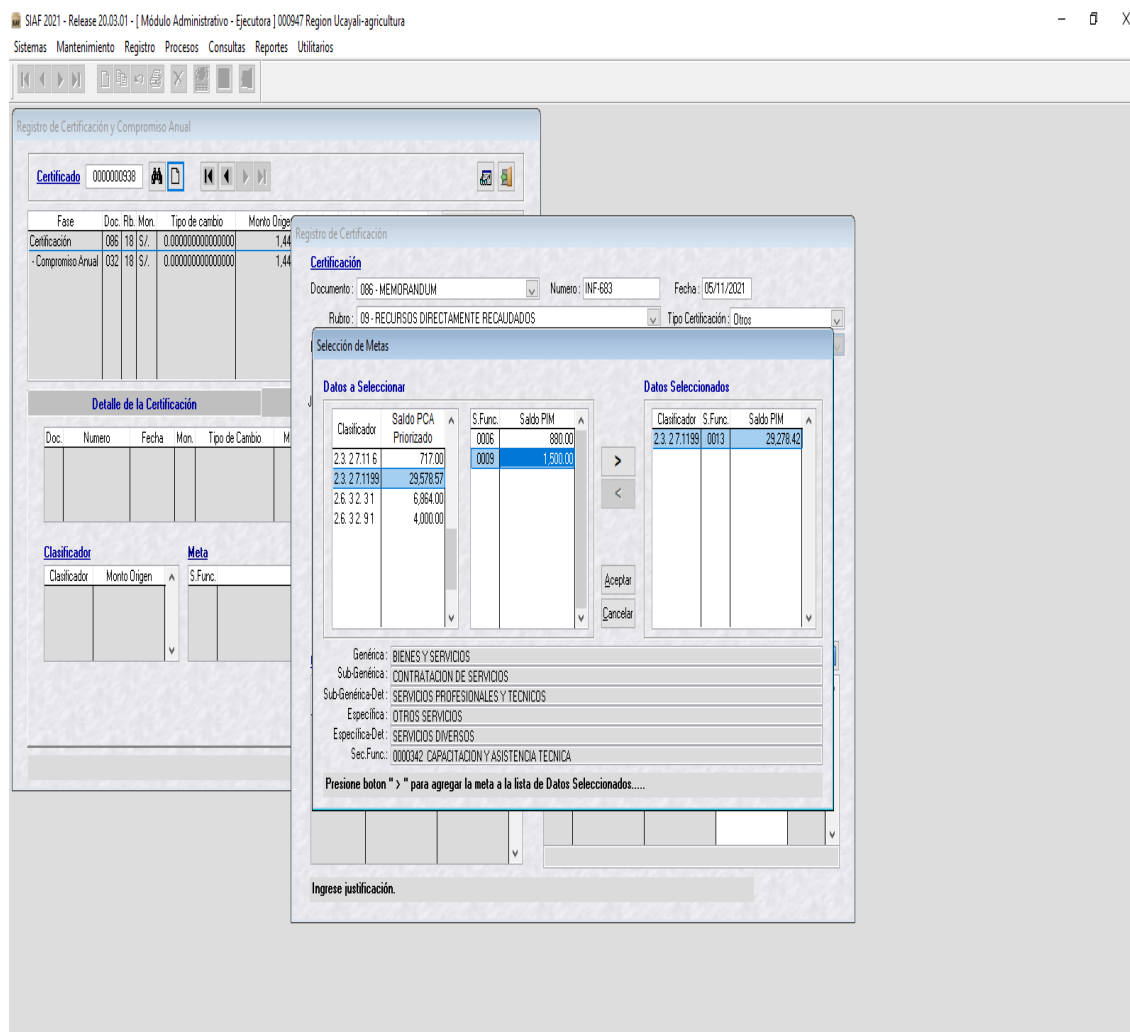 SIAF 2021 - Release 20.03.01 - [ Módulo Administrativo - Ejecutora ] 000947 Region Ucayali-agricultura
Sistemas Mantenimiento Registro Procesos Consultas Reportes Utilitarios
Registro de Certificación y Compromiso Anual
Certificado 0000000938
Fase Doc. Rb. Mon. Tipo de cambio Monto Orige
Certificación 086 18 S/. 0.000000000000000 1,44
- Compromiso Anual 032 18 S/. 0.000000000000000 1,44
Detalle de la Certificación
Doc. Numero Fecha Mon. Tipo de Cambio M
Clasificador Meta
Clasificador Monto Origen S.Func.
Registro de Certificación
Certificación
Documento : 086 - MEMORANDUM Numero : INF-683 Fecha : 05/11/2021
Rubro : 09 - RECURSOS DIRECTAMENTE RECAUDADOS Tipo Certificación : Otros
Selección de Metas
Datos a Seleccionar Datos Seleccionados
Clasificador Saldo PCA Priorizado S.Func. Saldo PIM Clasificador S.Func. Saldo PIM
0006 880.00 2.3. 2 7.1199 0013 29,278.42
2.3. 2 7.11 6 717.00 0009 1,500.00 >
2.3. 2 7.1199 29,578.57
2.6. 3 2. 3 1 6,864.00 <
2.6. 3 2. 9 1 4,000.00
Aceptar
Cancelar
Genérica : BIENES Y SERVICIOS
Sub-Genérica : CONTRATACION DE SERVICIOS
Sub-Genérica-Det : SERVICIOS PROFESIONALES Y TECNICOS
Específica : OTROS SERVICIOS
Específica-Det : SERVICIOS DIVERSOS
Sec.Func.: 0000342 CAPACITACION Y ASISTENCIA TECNICA
Presione boton " > " para agregar la meta a la lista de Datos Seleccionados.....
Ingrese justificación.